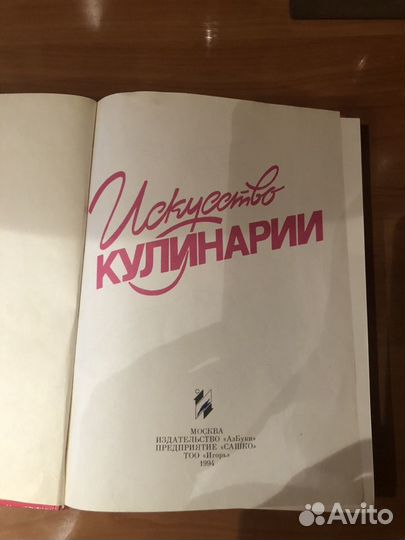 Искусство
КУЛИНАРИИ
МОСКВА
ИЗДАТЕЛЬСТВО «АзБуки»
ПРЕДПРИЯТИЕ «САШКО»
ТОО «Игорь»
1994
Avito